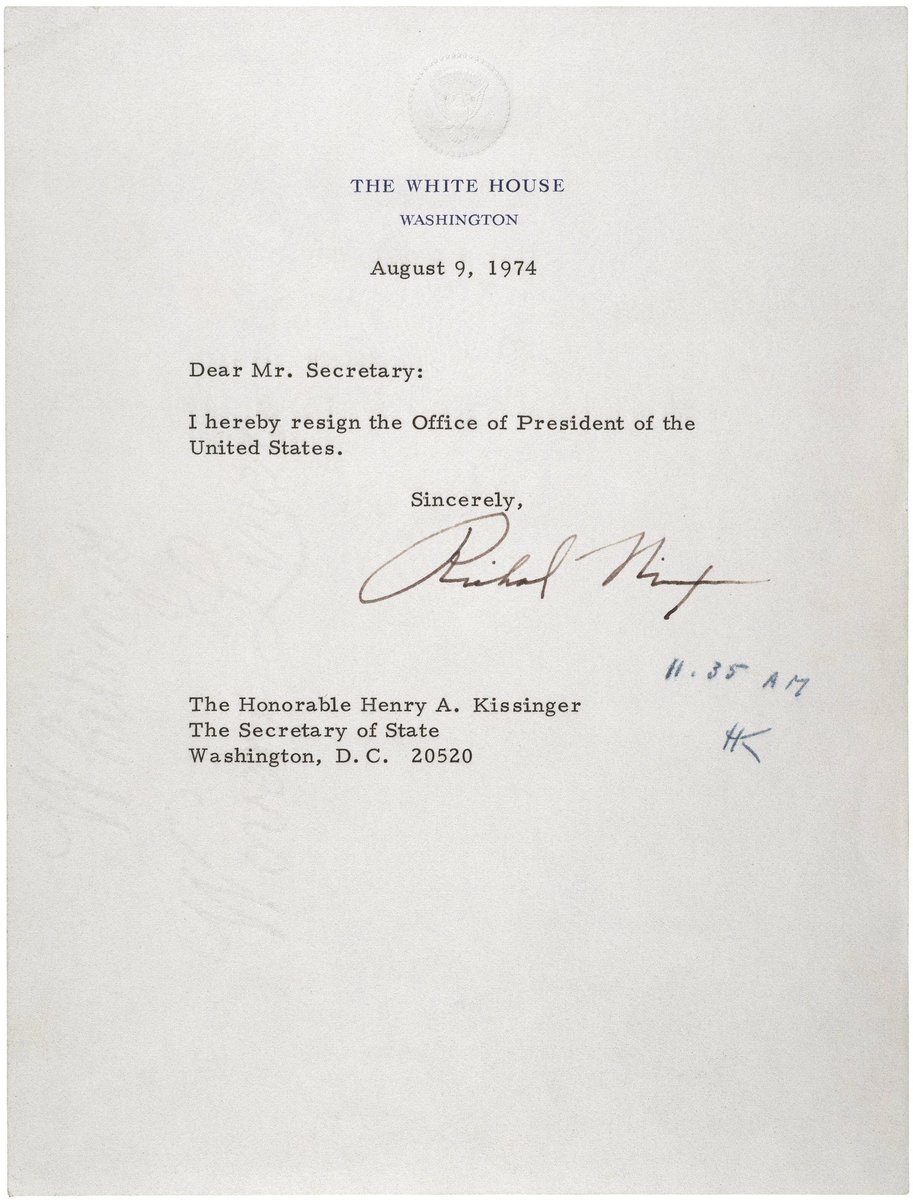 THE WHITE HOUSE
WASHINGTON
August 9, 1974
Dear Mr. Secretary:
I hereby resign the Office of President of the
United States.
Sincerely,
Richard Nixon
11.35 AM
The Honorable Henry A. Kissinger
The Secretary of State
Washington, D.C. 20520
HK